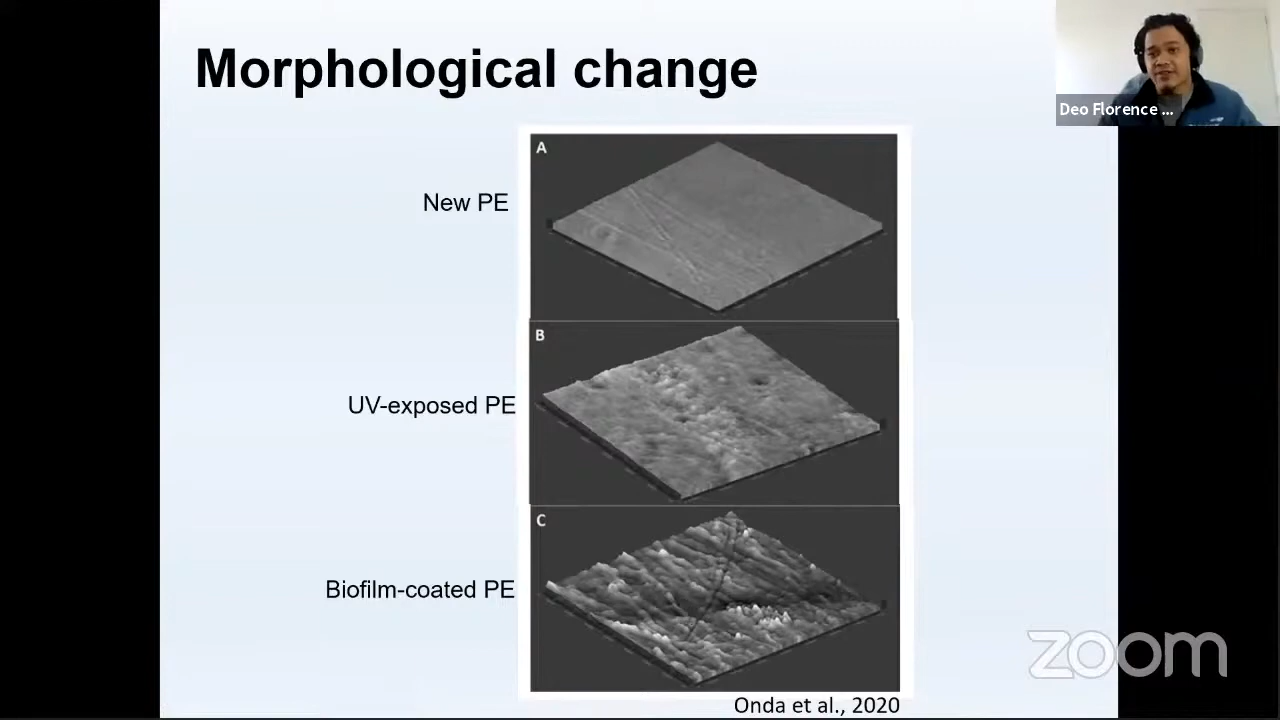 Morphological change
Deo Florence ...
A
New PE
B
UV-exposed PE
C
Biofilm-coated PE
zoom
Onda et al., 2020